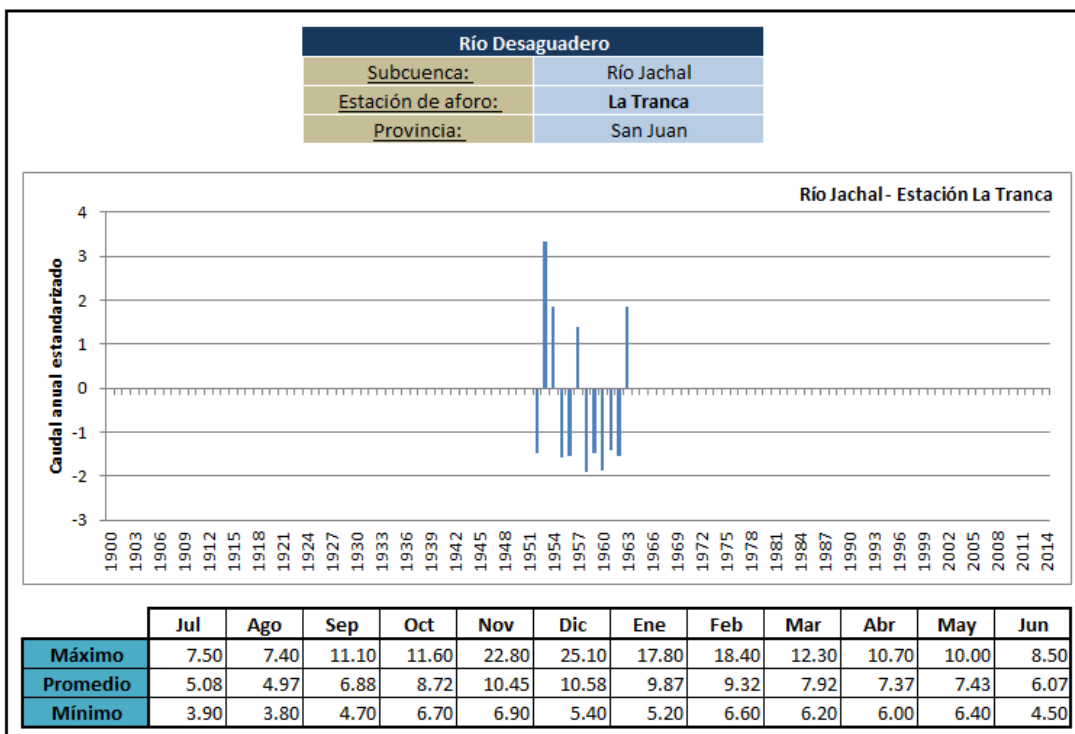 Río Desaguadero
Subcuenca: Río Jachal
Estación de aforo: La Tranca
Provincia: San Juan
Río Jachal - Estación La Tranca
Caudal anual estandarizado
4
3
2
1
0
-1
-2
-3
1900 1903 1906 1909 1912 1915 1918 1921 1924 1927 1930 1933 1936 1939 1942 1945 1948 1951 1954 1957 1960 1963 1966 1969 1972 1975 1978 1981 1984 1987 1990 1993 1996 1999 2002 2005 2008 2011 2014
Jul Ago Sep Oct Nov Dic Ene Feb Mar Abr May Jun
Máximo 7.50 7.40 11.10 11.60 22.80 25.10 17.80 18.40 12.30 10.70 10.00 8.50
Promedio 5.08 4.97 6.88 8.72 10.45 10.58 9.87 9.32 7.92 7.37 7.43 6.07
Mínimo 3.90 3.80 4.70 6.70 6.90 5.40 5.20 6.60 6.20 6.00 6.40 4.50